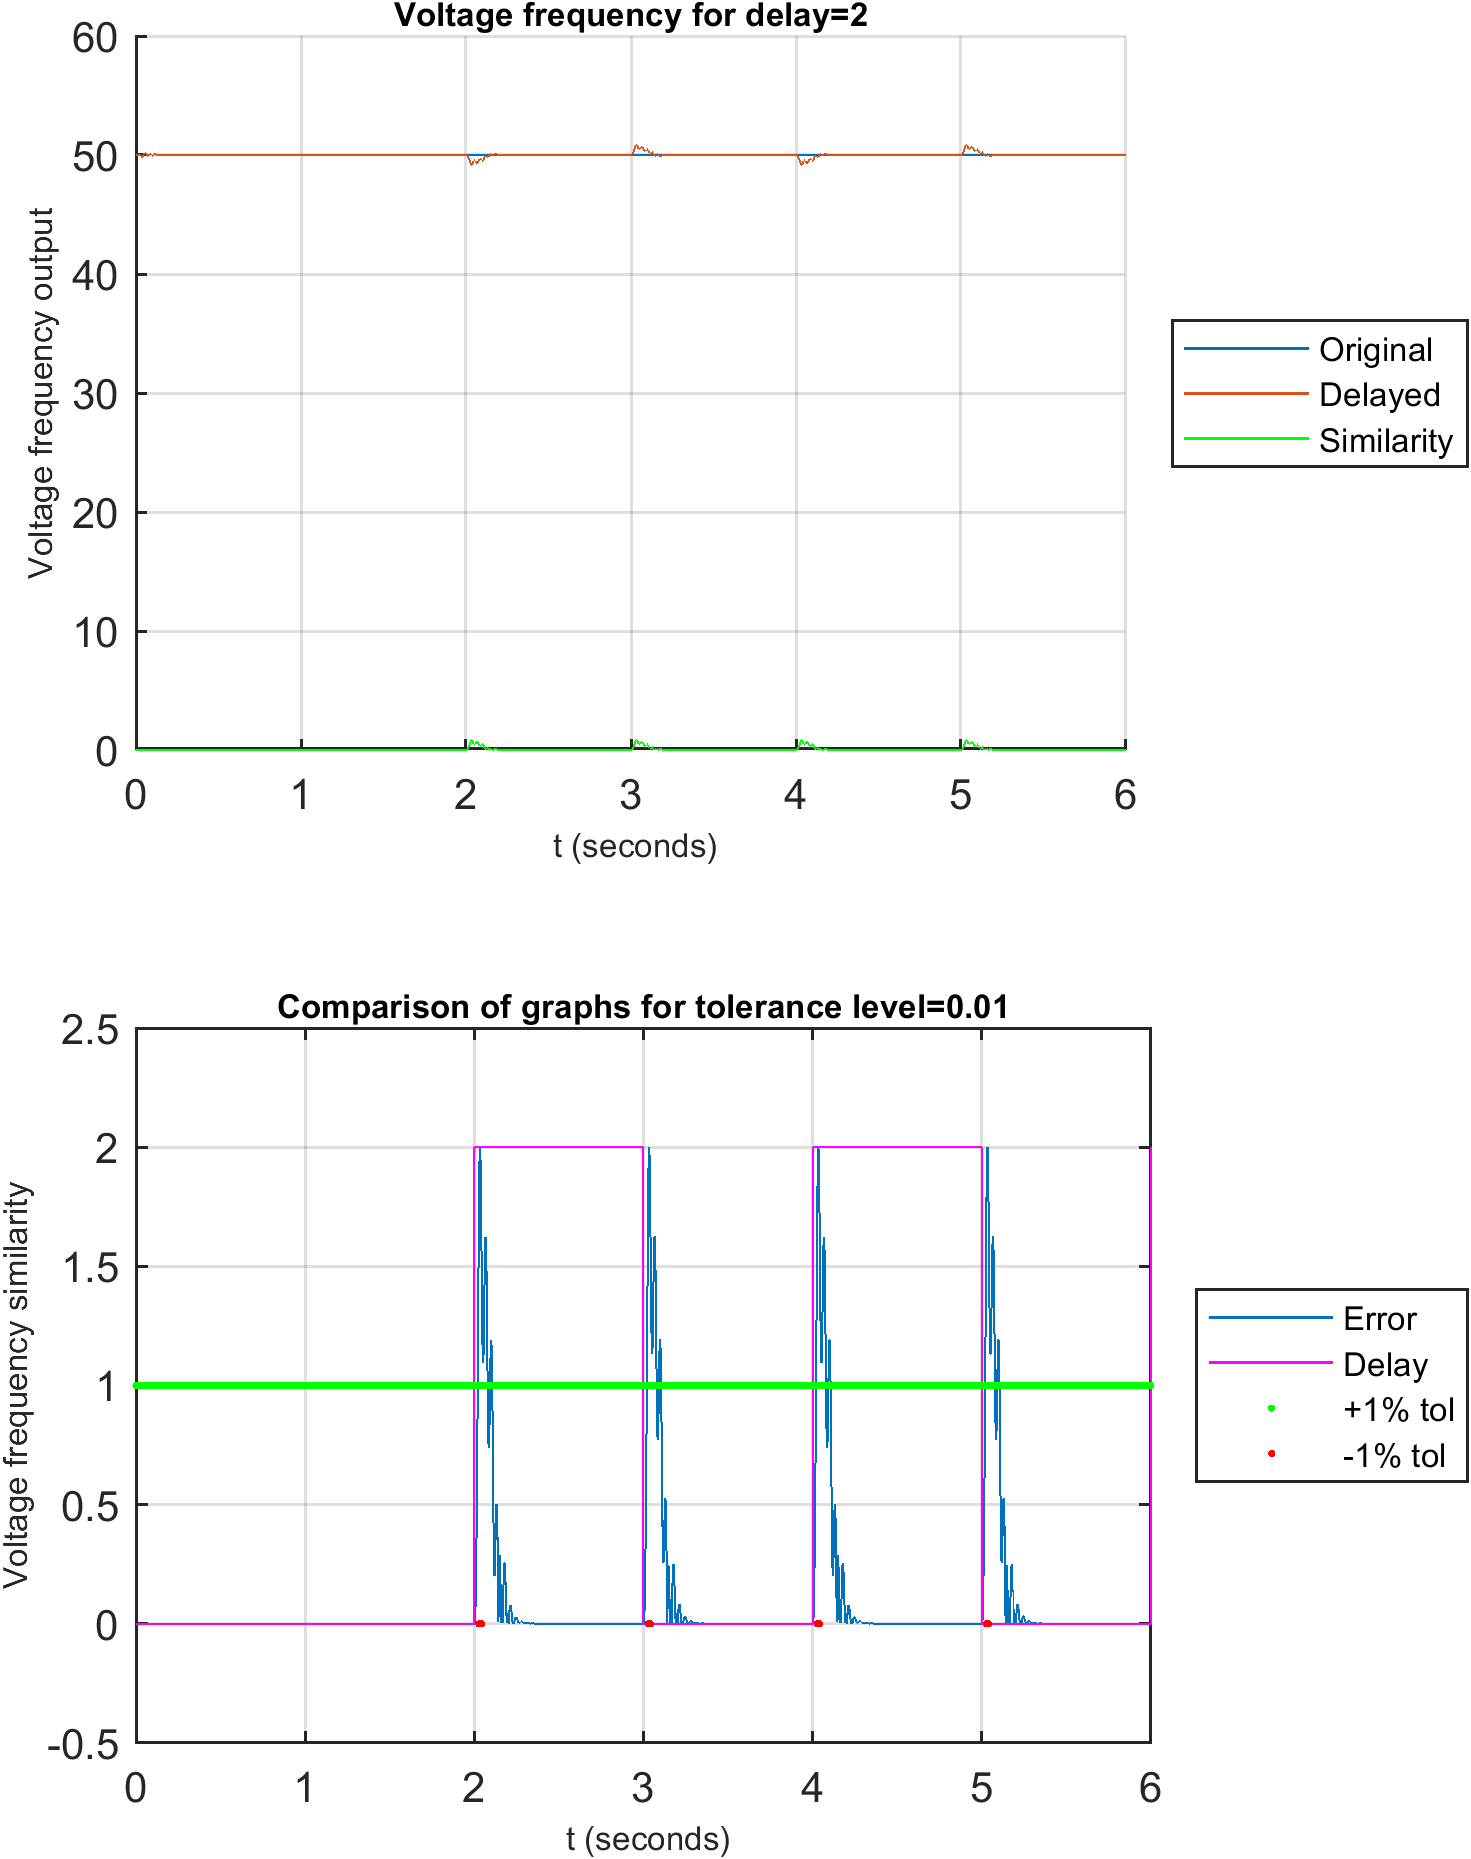 Voltage frequency for delay=2
60
50
40
30
20
10
0
Voltage frequency output
0 1 2 3 4 5 6
t (seconds)
Original
Delayed
Similarity
Comparison of graphs for tolerance level=0.01
2.5
2
1.5
1
0.5
0
-0.5
Voltage frequency similarity
0 1 2 3 4 5 6
t (seconds)
Error
Delay
+1% tol
-1% tol